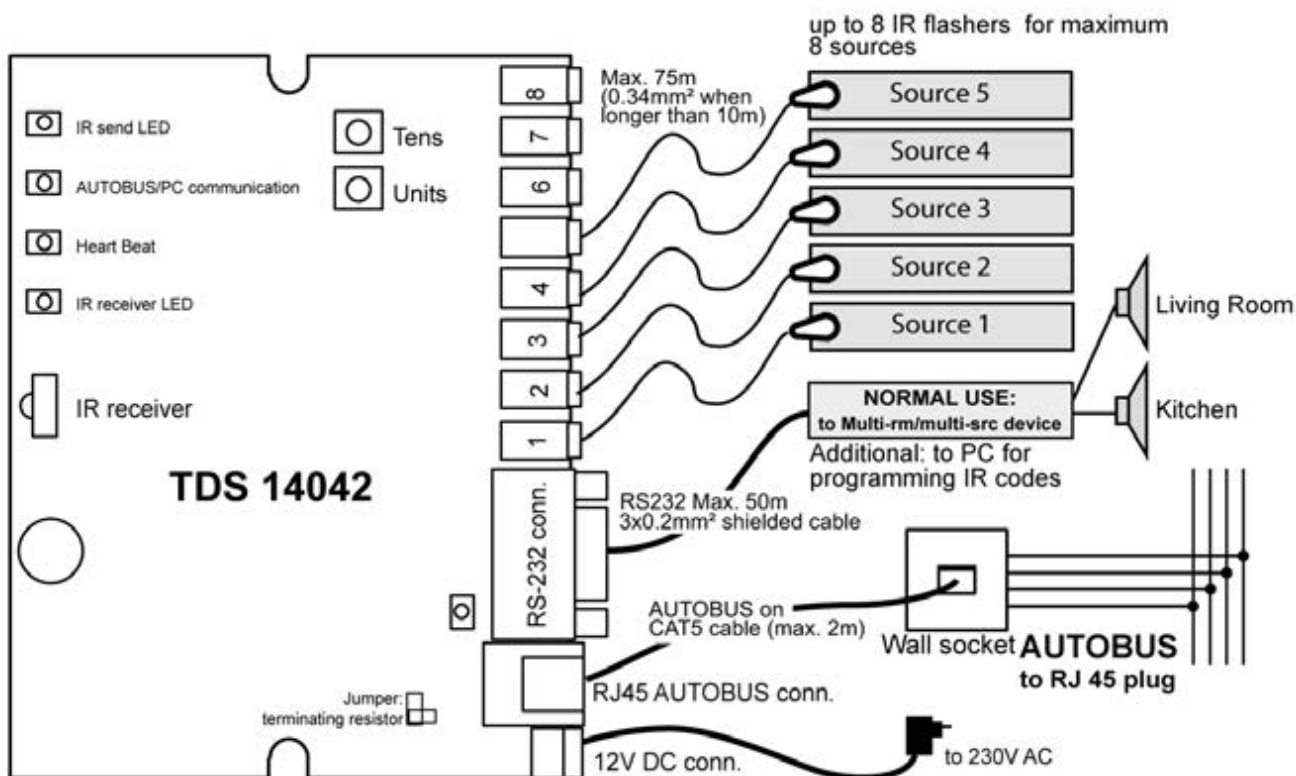 up to 8 IR flashers for maximum
8 sources
Max. 75m
(0.34mm² when
longer than 10m)
8
7
6
4
3
2
1
IR send LED
AUTOBUS/PC communication
Heart Beat
IR receiver LED
IR receiver
Tens
Units
TDS 14042
Source 5
Source 4
Source 3
Source 2
Source 1
Living Room
Kitchen
NORMAL USE:
to Multi-rm/multi-src device
Additional: to PC for
programming IR codes
RS-232 conn.
RS232 Max. 50m
3x0.2mm² shielded cable
AUTOBUS on
CAT5 cable (max. 2m)
Wall socket
AUTOBUS
to RJ 45 plug
RJ45 AUTOBUS conn.
Jumper:
terminating resistor
12V DC conn.
to 230V AC